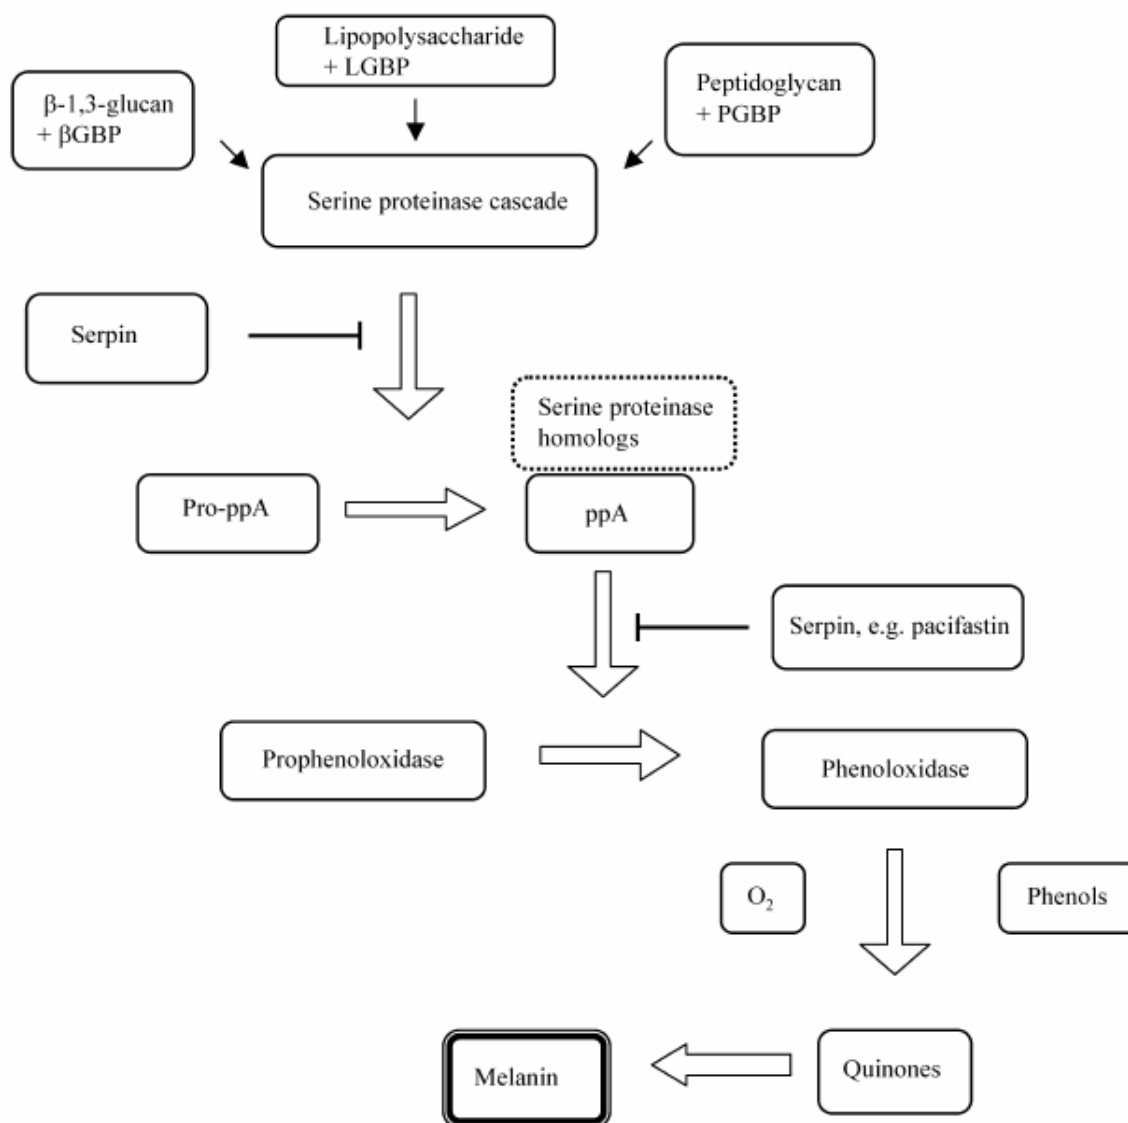 Lipopolysaccharide
+ LGBP
β-1,3-glucan
+ βGBP
Peptidoglycan
+ PGBP
Serine proteinase cascade
Serpin
Serine proteinase
homologs
Pro-ppA
ppA
Serpin, e.g. pacifastin
Prophenoloxidase
Phenoloxidase
O₂
Phenols
Melanin
Quinones